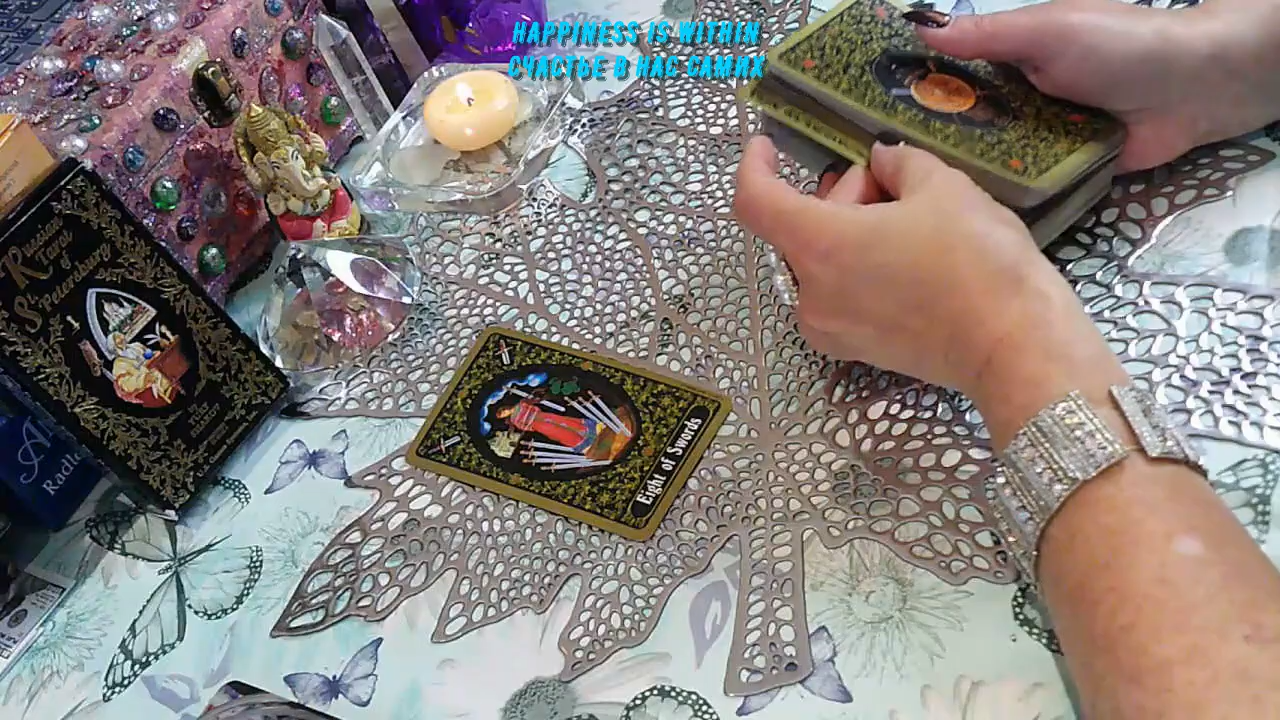 HAPPINESS IS WITHIN
СЧАСТЬЕ В НАС САМИХ
Russian
Tarot
of
St. Petersburg
Eight of Swords